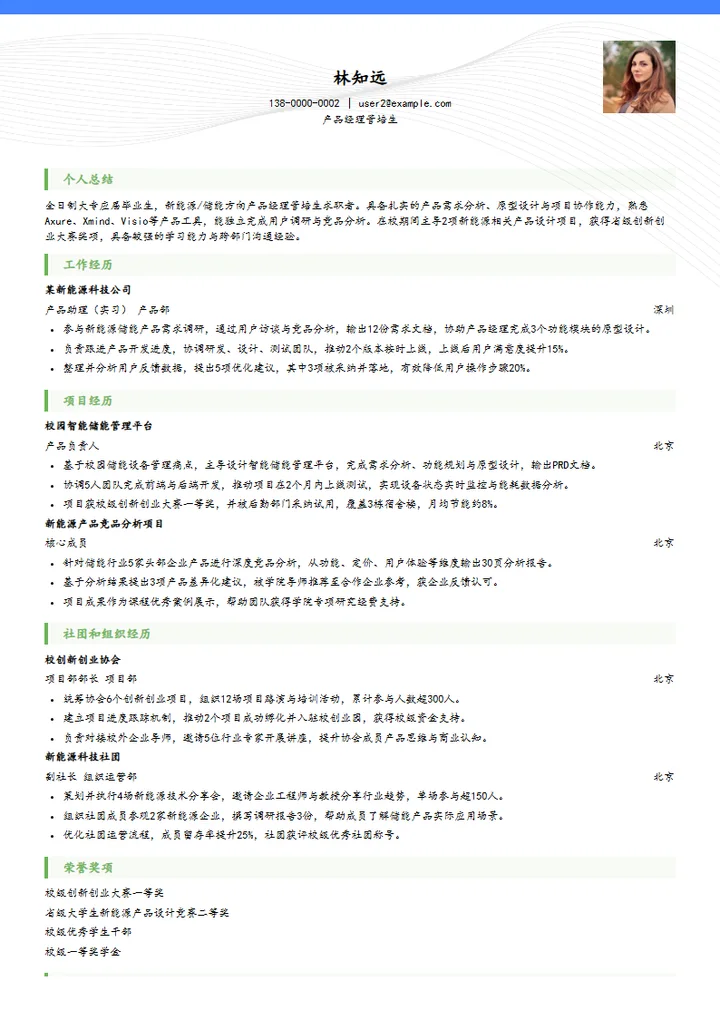 林知远
138-0000-0002 | user2@example.com
产品经理管培生
个人总结
全日制大专应届毕业生，新能源/储能方向产品经理管培生求职者。具备扎实的产品需求分析、原型设计与项目协作能力，熟悉
Axure、Xmind、Visio等产品工具，能独立完成用户调研与竞品分析。在校期间主导2项新能源相关产品设计项目，获得省级创新创
业大赛奖项，具备较强的学习能力与跨部门沟通经验。
工作经历
某新能源科技公司
产品助理（实习） 产品部 深圳
• 参与新能源储能产品需求调研，通过用户访谈与竞品分析，输出12份需求文档，协助产品经理完成3个功能模块的原型设计。
• 负责跟进产品开发进度，协调研发、设计、测试团队，推动2个版本按时上线，上线后用户满意度提升15%。
• 整理并分析用户反馈数据，提出5项优化建议，其中3项被采纳并落地，有效降低用户操作步骤20%。
项目经历
校园智能储能管理平台
产品负责人 北京
• 基于校园储能设备管理痛点，主导设计智能储能管理平台，完成需求分析、功能规划与原型设计，输出PRD文档。
• 协调5人团队完成前端与后端开发，推动项目在2个月内上线测试，实现设备状态实时监控与能耗数据分析。
• 项目获校级创新创业大赛一等奖，并被后勤部门采纳试用，覆盖3栋宿舍楼，月均节能约8%。
新能源产品竞品分析项目
核心成员 北京
• 针对储能行业5家头部企业产品进行深度竞品分析，从功能、定价、用户体验等维度输出30页分析报告。
• 基于分析结果提出3项产品差异化建议，被学院导师推荐至合作企业参考，获企业反馈认可。
• 项目成果作为课程优秀案例展示，帮助团队获得学院专项研究经费支持。
社团和组织经历
校创新创业协会
项目部部长 项目部 北京
• 统筹协会6个创新创业项目，组织12场项目路演与培训活动，累计参与人数超300人。
• 建立项目进度跟踪机制，推动2个项目成功孵化并入驻校创业园，获得校级资金支持。
• 负责对接校外企业导师，邀请5位行业专家开展讲座，提升协会成员产品思维与商业认知。
新能源科技社团
副社长 组织运营部 北京
• 策划并执行4场新能源技术分享会，邀请企业工程师与教授分享行业趋势，单场参与超150人。
• 组织社团成员参观2家新能源企业，撰写调研报告3份，帮助成员了解储能产品实际应用场景。
• 优化社团运营流程，成员留存率提升25%，社团获评校级优秀社团称号。
荣誉奖项
校级创新创业大赛一等奖
省级大学生新能源产品设计竞赛二等奖
校级优秀学生干部
校级一等奖学金